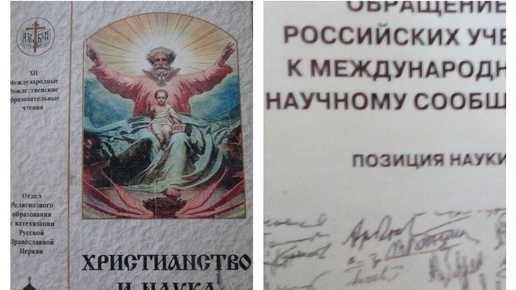 XII
Международные
Рождественские
образовательные
чтения
Отдел
Религиозного
образования
и катехизации
Русской
Православной
Церкви
ХРИСТИАНСТВО
И НАУКА
ОБРАЩЕНИЕ
РОССИЙСКИХ УЧЕ
К МЕЖДУНАРОДН
НАУЧНОМУ СООБЩ
ПОЗИЦИЯ НАУКИ